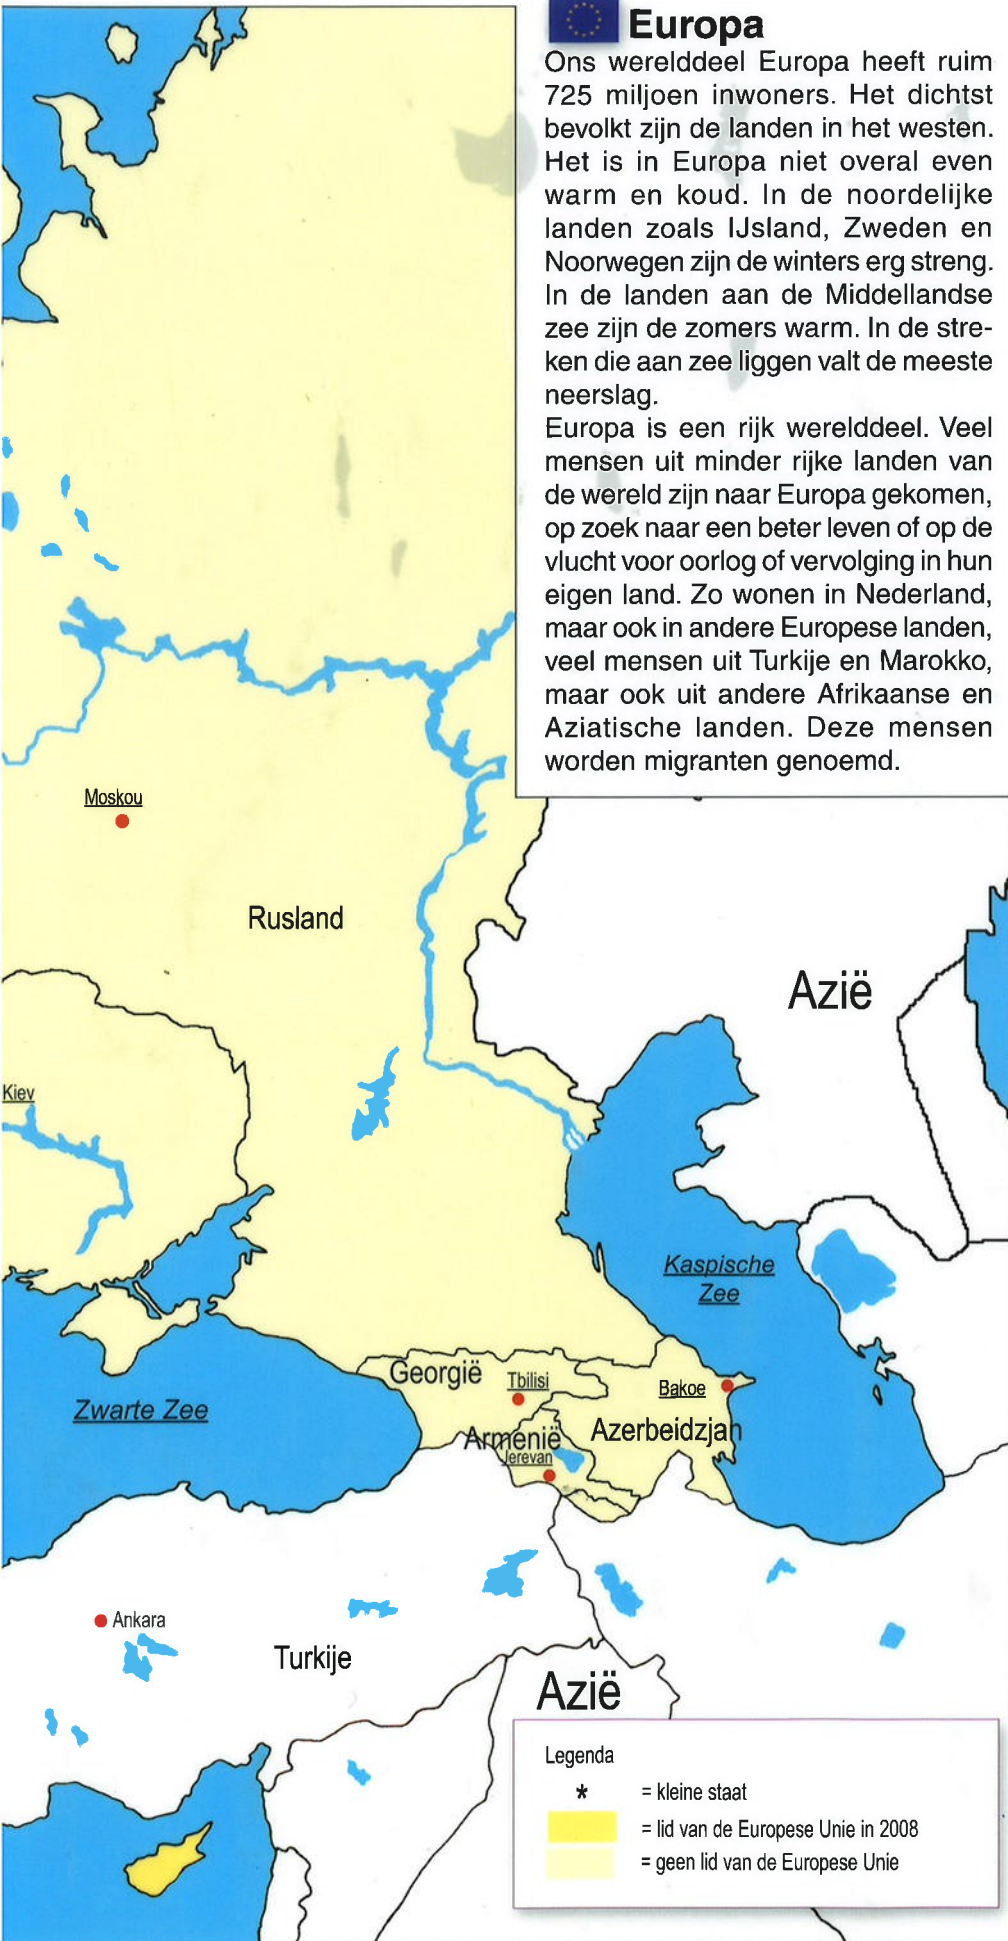 Europa
Ons werelddeel Europa heeft ruim
725 miljoen inwoners. Het dichtst
bevolkt zijn de landen in het westen.
Het is in Europa niet overal even
warm en koud. In de noordelijke
landen zoals IJsland, Zweden en
Noorwegen zijn de winters erg streng.
In de landen aan de Middellandse
zee zijn de zomers warm. In de stre-
ken die aan zee liggen valt de meeste
neerslag.
Europa is een rijk werelddeel. Veel
mensen uit minder rijke landen van
de wereld zijn naar Europa gekomen,
op zoek naar een beter leven of op de
vlucht voor oorlog of vervolging in hun
eigen land. Zo wonen in Nederland,
maar ook in andere Europese landen,
veel mensen uit Turkije en Marokko,
maar ook uit andere Afrikaanse en
Aziatische landen. Deze mensen
worden migranten genoemd.
Moskou
Rusland
Azië
Kiev
Kaspische
Zee
Georgië
Tbilisi
Bakoe
Zwarte Zee
Armenië
Azerbeidzjan
Jerevan
Ankara
Turkije
Azië
Legenda
* = kleine staat
= lid van de Europese Unie in 2008
= geen lid van de Europese Unie